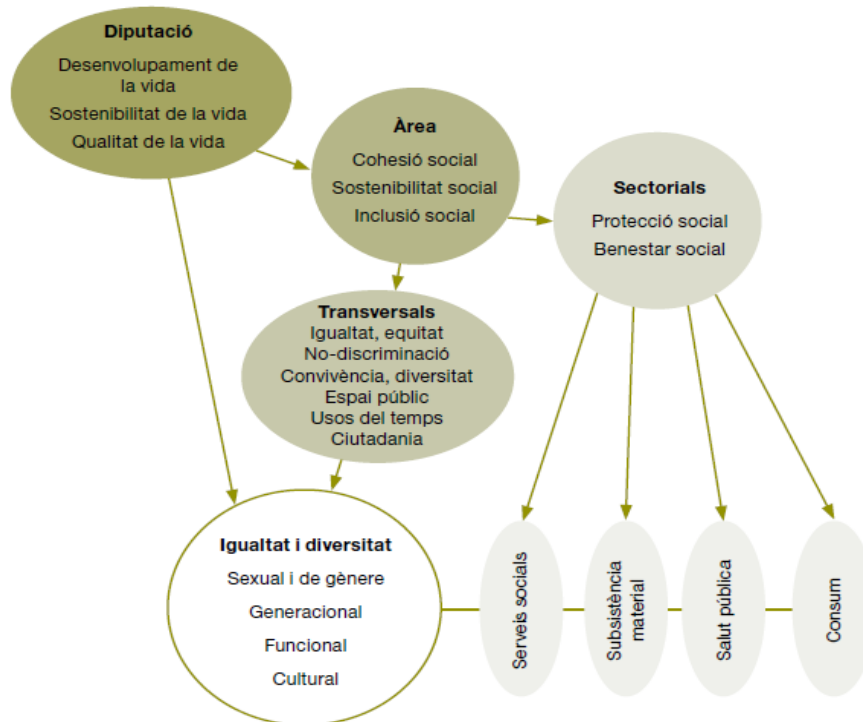 Diputació
Desenvolupament de
la vida
Sostenibilitat de la vida
Qualitat de la vida
Àrea
Cohesió social
Sostenibilitat social
Inclusió social
Sectorials
Protecció social
Benestar social
Transversals
Igualtat, equitat
No-discriminació
Convivència, diversitat
Espai públic
Usos del temps
Ciutadania
Igualtat i diversitat
Sexual i de gènere
Generacional
Funcional
Cultural
Serveis socials
Subsistència
material
Salut pública
Consum